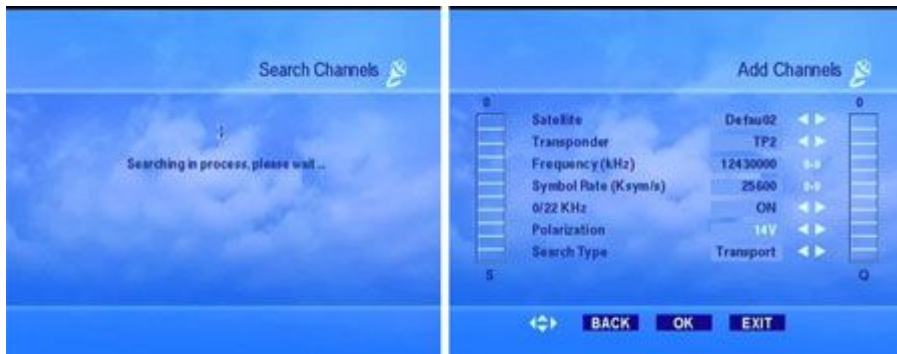 Search Channels
Searching in process, please wait ...
Add Channels
0 0
Satellite Defau02
Transponder TP2
Frequency (kHz) 12430000
Symbol Rate (Ksym/s) 25600
0/22 KHz ON
Polarization 14V
Search Type Transport
S Q
BACK OK EXIT